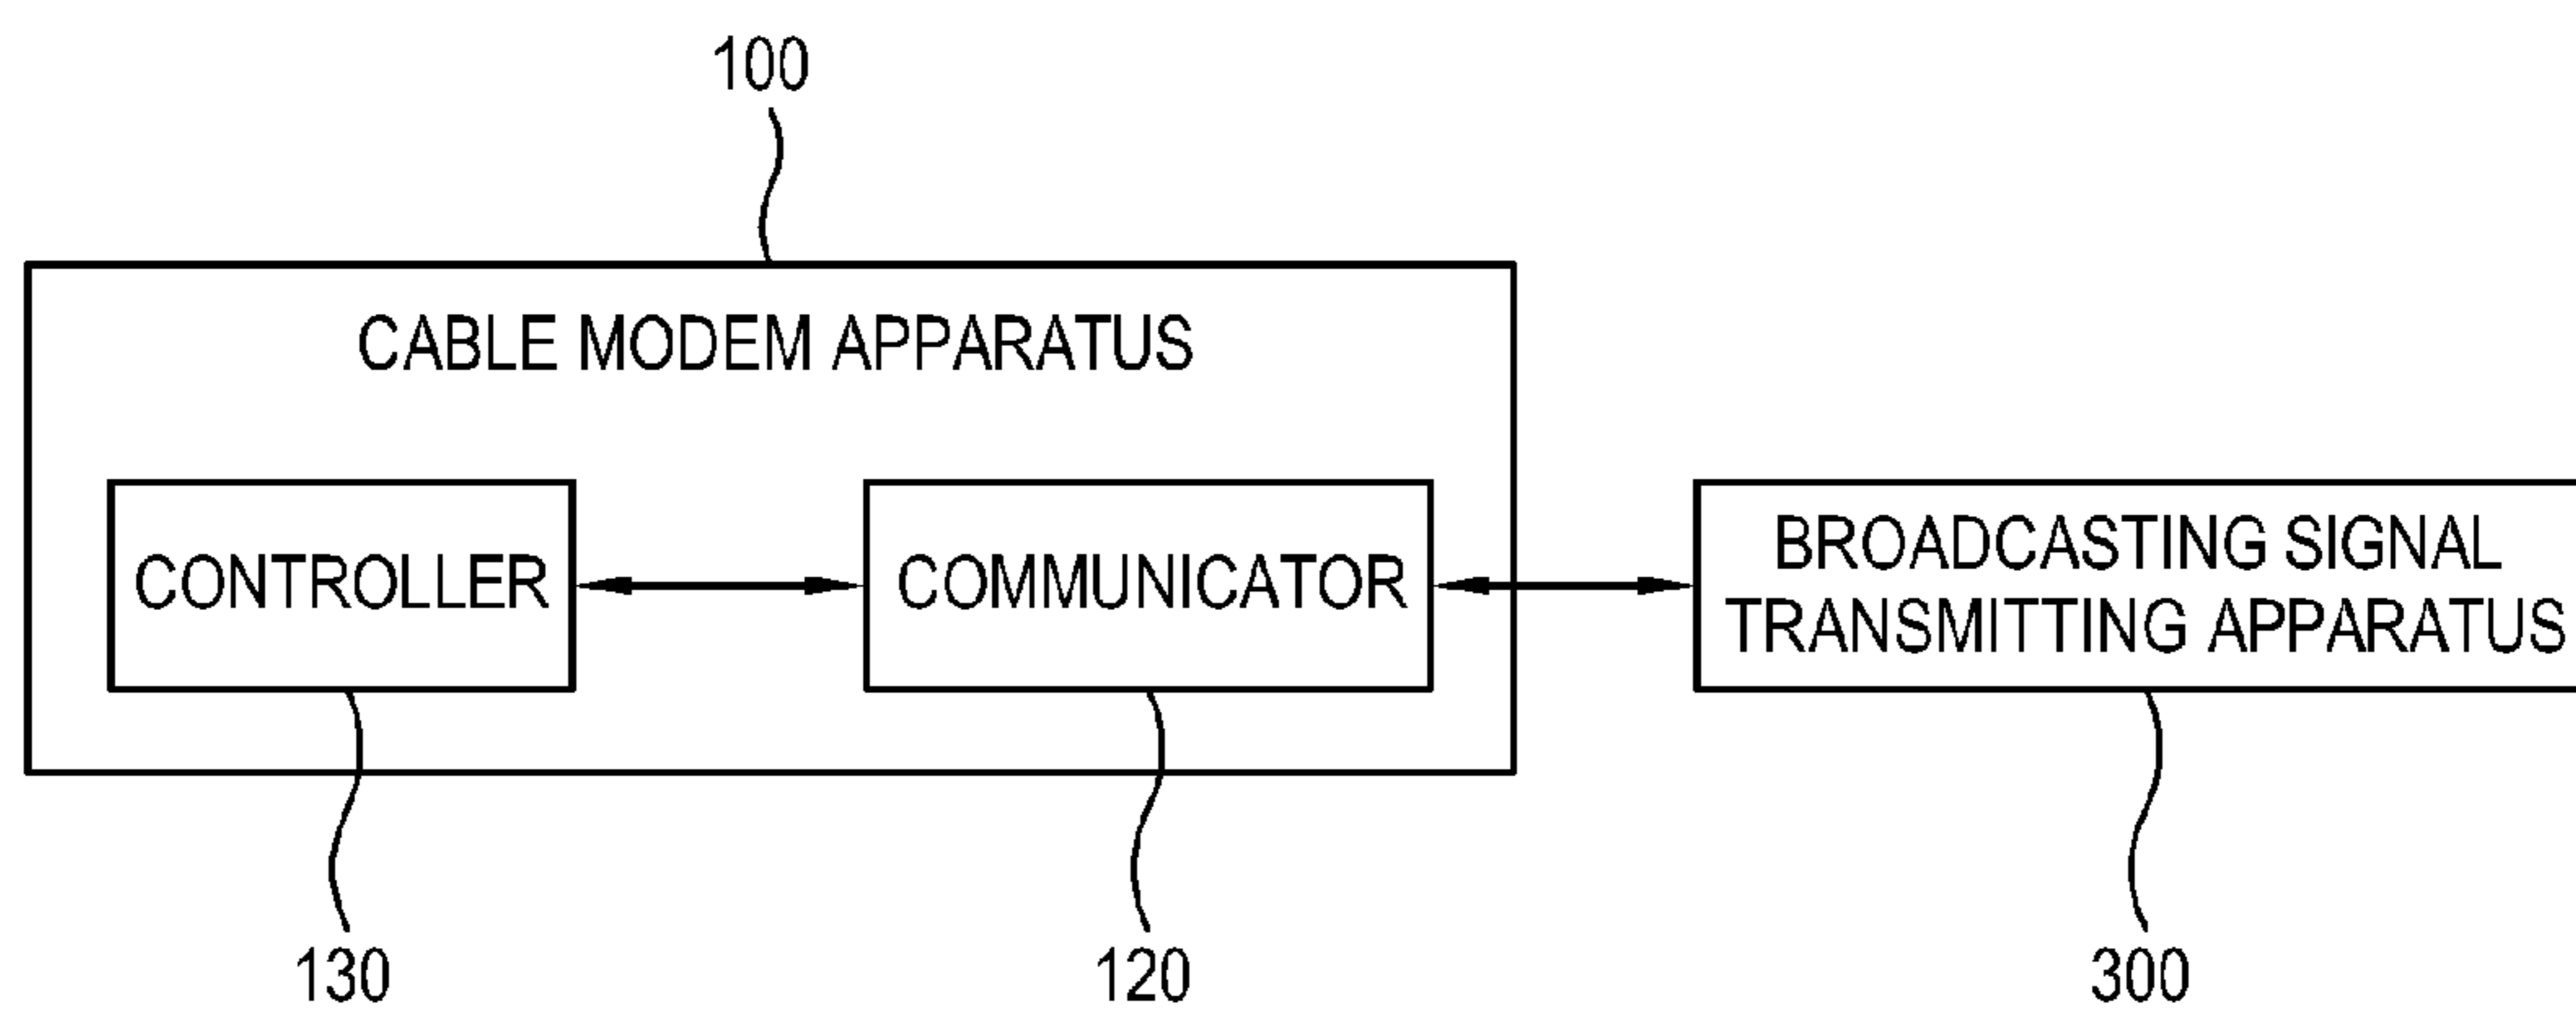 100
CABLE MODEM APPARATUS
CONTROLLER
COMMUNICATOR
BROADCASTING SIGNAL
TRANSMITTING APPARATUS
130
120
300